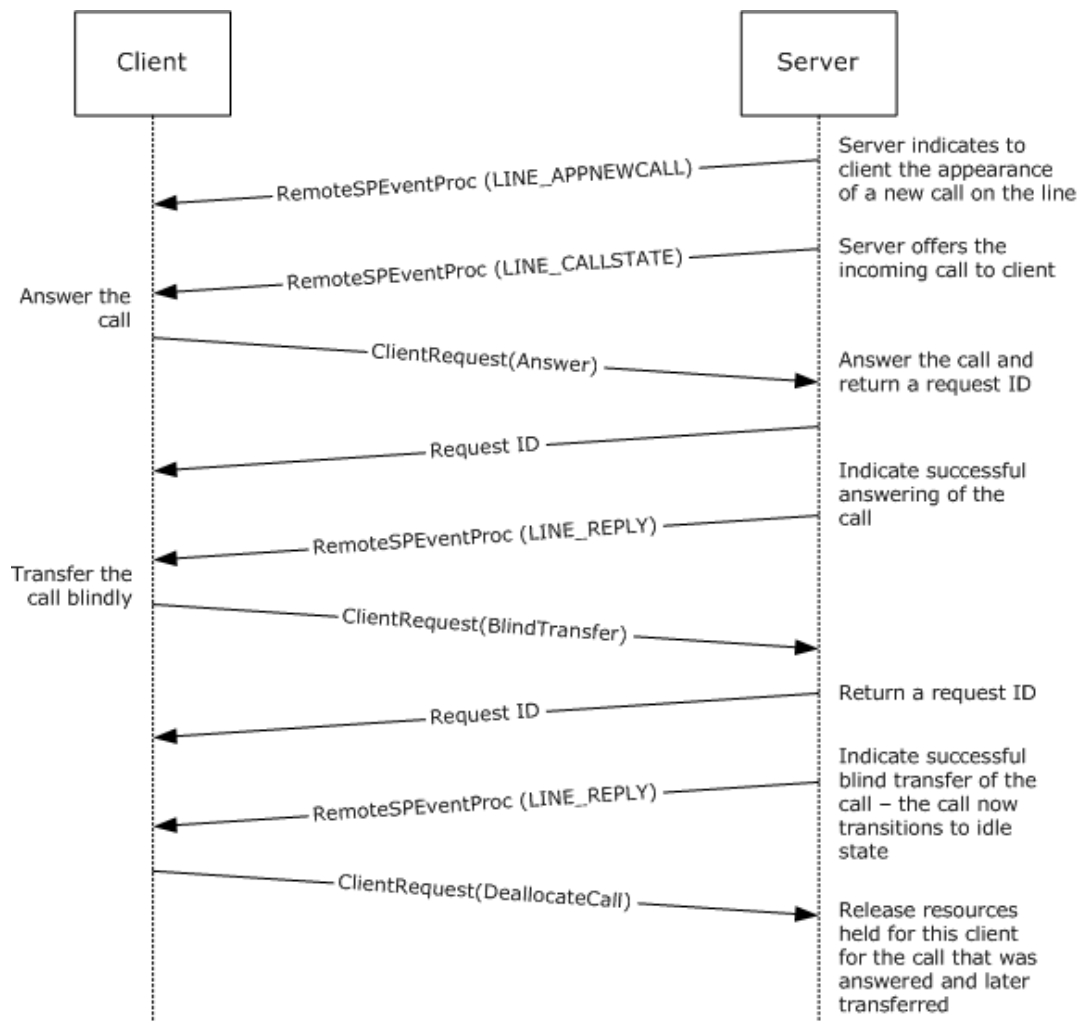 Client
Server
Server indicates to
client the appearance
of a new call on the line
RemoteSPEventProc (LINE_APPNEWCALL)
Server offers the
incoming call to client
RemoteSPEventProc (LINE_CALLSTATE)
Answer the
call
ClientRequest(Answer)
Answer the call and
return a request ID
Request ID
Indicate successful
answering of the
call
RemoteSPEventProc (LINE_REPLY)
Transfer the
call blindly
ClientRequest(BlindTransfer)
Return a request ID
Request ID
Indicate successful
blind transfer of the
call – the call now
transitions to idle
state
RemoteSPEventProc (LINE_REPLY)
ClientRequest(DeallocateCall)
Release resources
held for this client
for the call that was
answered and later
transferred